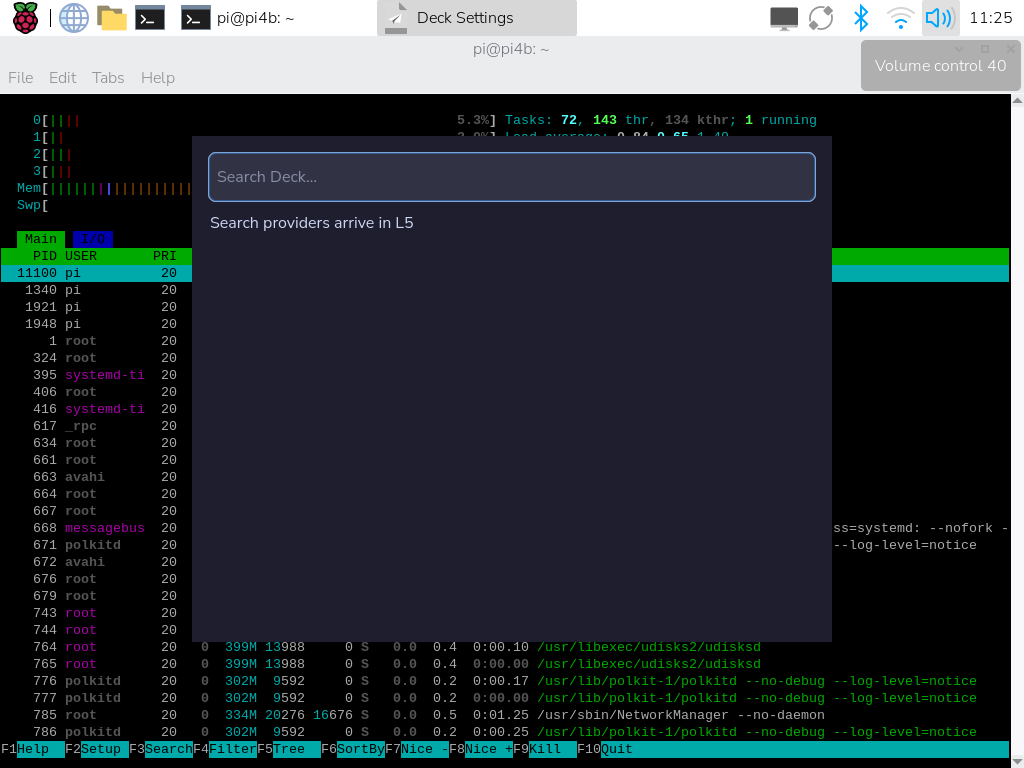 pi@pi4b: ~ Deck Settings 11:25
pi@pi4b: ~
Volume control 40
File Edit Tabs Help
0[|||| 5.3%] Tasks: 72, 143 thr, 134 kthr; 1 running
1[||
2[|||
3[|||
Mem[
Swp[
Search Deck...
Search providers arrive in L5
Main I/O
PID USER PRI
11100 pi 20
1340 pi 20
1921 pi 20
1948 pi 20
1 root 20
324 root 20
395 systemd-ti 20
406 root 20
416 systemd-ti 20
617 _rpc 20
634 root 20
661 root 20
663 avahi 20
664 root 20
667 root 20
668 messagebus 20 ss=systemd: --nofork -
671 polkitd 20 --log-level=notice
672 avahi 20
676 root 20
679 root 20
743 root 20
744 root 20
764 root 20 0 399M 13988 0 S 0.0 0.4 0:00.10 /usr/libexec/udisks2/udisksd
765 root 20 0 399M 13988 0 S 0.0 0.4 0:00.00 /usr/libexec/udisks2/udisksd
776 polkitd 20 0 302M 9592 0 S 0.0 0.2 0:00.17 /usr/lib/polkit-1/polkitd --no-debug --log-level=notice
777 polkitd 20 0 302M 9592 0 S 0.0 0.2 0:00.00 /usr/lib/polkit-1/polkitd --no-debug --log-level=notice
785 root 20 0 334M 20276 16676 S 0.0 0.5 0:01.25 /usr/sbin/NetworkManager --no-daemon
786 polkitd 20 0 302M 9592 0 S 0.0 0.2 0:00.25 /usr/lib/polkit-1/polkitd --no-debug --log-level=notice
F1Help F2Setup F3SearchF4FilterF5Tree F6SortByF7Nice -F8Nice +F9Kill F10Quit